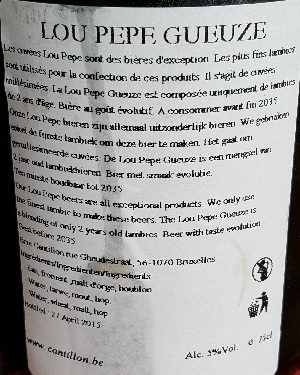 LOU PEPE GUEUZE
Les cuvées Lou Pepe sont des bières d'exception. Les plus fins lambics
sont utilisés pour la confection de ces produits. Il s'agit de cuvées
millésimées. La Lou Pepe Gueuze est composée uniquement de lambics
de 2 ans d'âge. Bière au goût évolutif. A consommer avant fin 2035
Onze Lou Pepe bieren zijn allemaal uitzonderlijk bieren. We gebruiken
enkel de fijnste lambiek om deze bier te maken. Het gaat om
gemillesimeerde cuvées. De Lou Pepe Gueuze is een mengsel van
2 jaar oud lambiekbieren. Bier met smaak evolutie.
Ten minste houdbaar tot 2035
Our Lou Pepe beers are all exceptional products. We only use
the finest lambic to make these beers. The Lou Pepe Gueuze is
a blending of only 2 years old lambics. Beer with taste evolution
Best before 2035
Brie Cantillon rue Gheudestraat, 56-1070 Bruxelles
Ingrédients/ingrediënten/ingredients
Eau, froment, malt d'orge, houblon
Water, tarwe, mout, hop
Water, wheat, malt, hop
Bottled : 27 April 2015
www.cantillon.be
Alc. 5%Vol. e 75cl